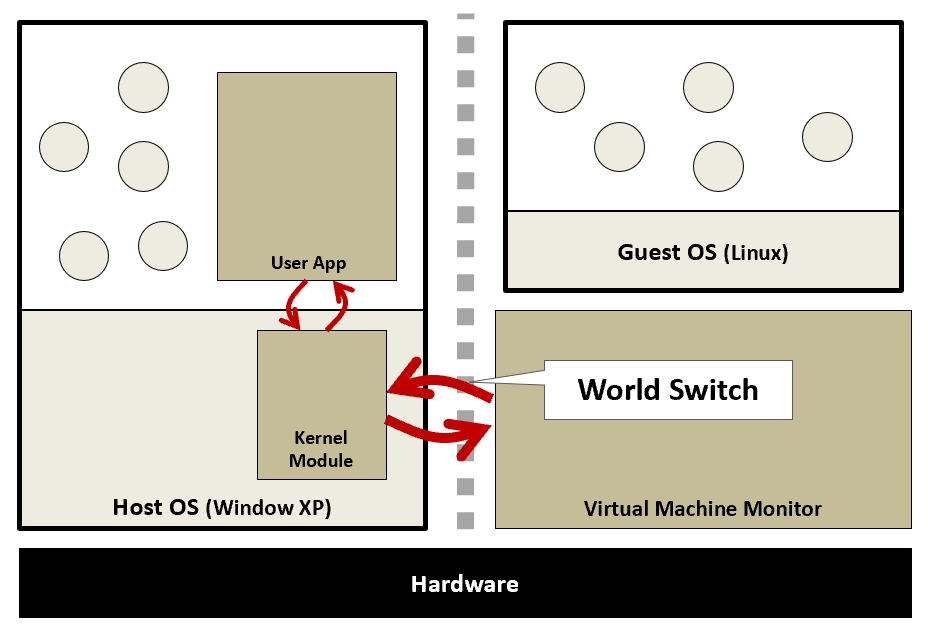 User App
Kernel
Module
Host OS (Window XP)
Guest OS (Linux)
World Switch
Virtual Machine Monitor
Hardware